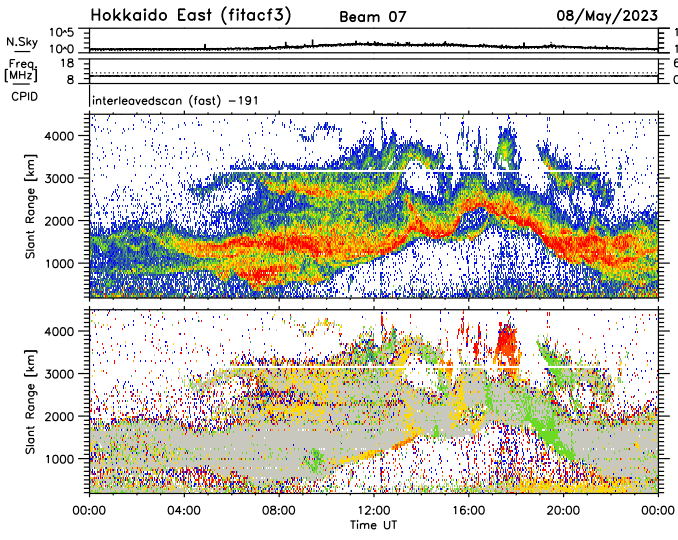 Hokkaido East (fitacf3) Beam 07 08/May/2023
N.Sky 10^5 10^0
Freq. [MHz] 18 8
CPID interleavedscan (fast) -191
Slant Range [km] 4000 3000 2000 1000
Slant Range [km] 4000 3000 2000 1000
00:00 04:00 08:00 12:00 16:00 20:00 00:00
Time UT